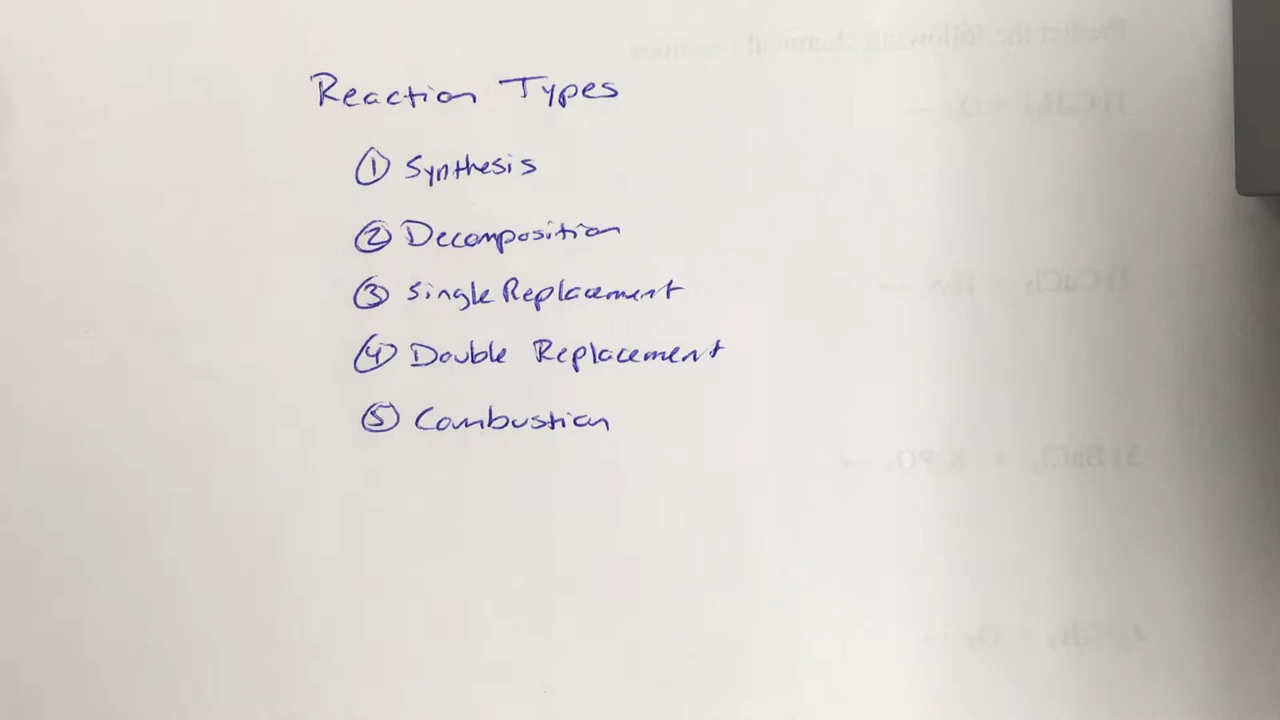 Reaction Types
① Synthesis
② Decomposition
③ Single Replacement
④ Double Replacement
⑤ Combustion